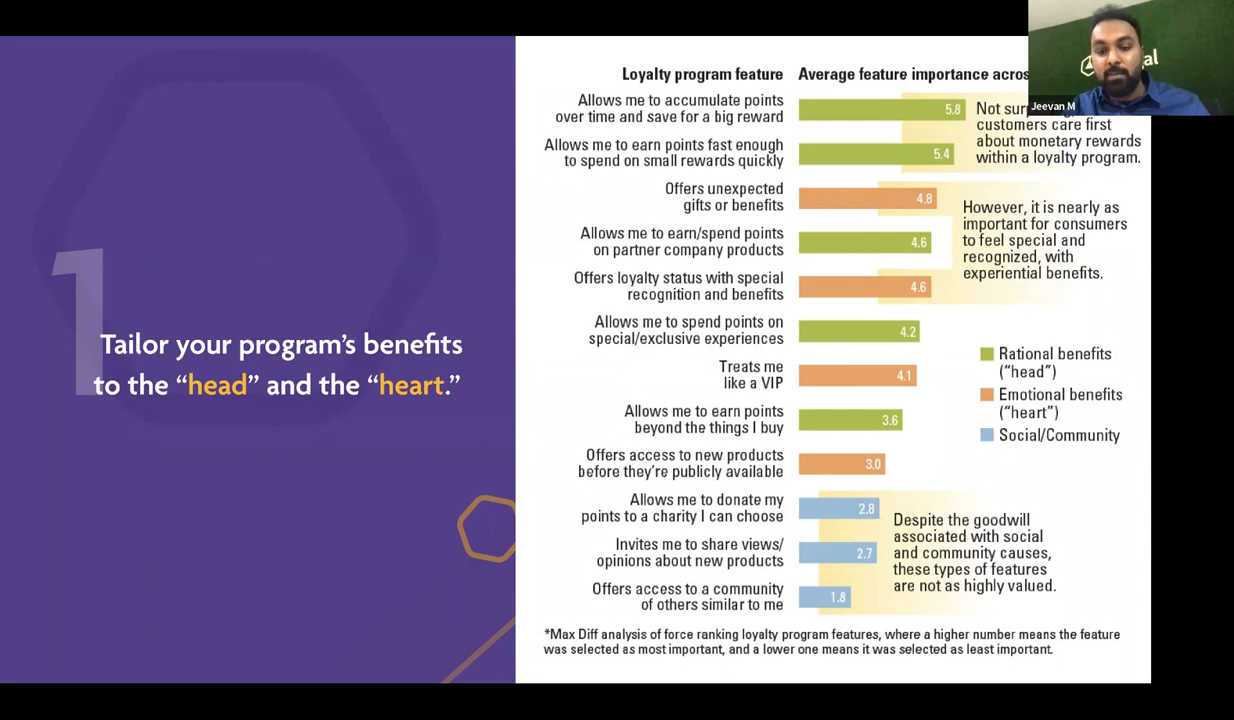 1
Tailor your program's benefits
to the “head” and the “heart.”
Loyalty program feature
Average feature importance
Allows me to accumulate points
over time and save for a big reward
5.8
Not
customers care first
about monetary rewards
within a loyalty program.
Allows me to earn points fast enough
to spend on small rewards quickly
5.4
Offers unexpected
gifts or benefits
4.8
However, it is nearly as
important for consumers
to feel special and
recognized, with
experiential benefits.
Allows me to earn/spend points
on partner company products
4.6
Offers loyalty status with special
recognition and benefits
4.6
Allows me to spend points on
special/exclusive experiences
4.2
Treats me
like a VIP
4.1
Allows me to earn points
beyond the things I buy
3.6
Offers access to new products
before they're publicly available
3.0
Rational benefits
(“head”)
Emotional benefits
(“heart”)
Social/Community
Allows me to donate my
points to a charity I can choose
2.8
Invites me to share views/
opinions about new products
2.7
Offers access to a community
of others similar to me
1.8
Despite the goodwill
associated with social
and community causes,
these types of features
are not as highly valued.
*Max Diff analysis of force ranking loyalty program features, where a higher number means the feature
was selected as most important, and a lower one means it was selected as least important.
Jeevan M